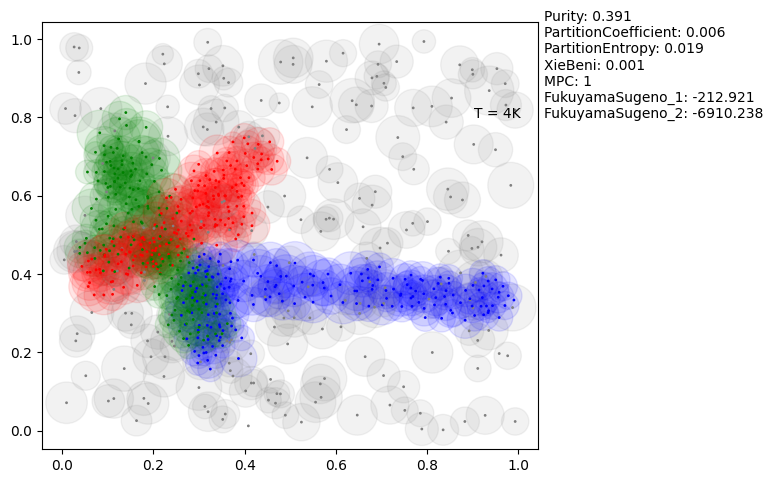 Purity: 0.391
PartitionCoefficient: 0.006
PartitionEntropy: 0.019
XieBeni: 0.001
MPC: 1
FukuyamaSugeno_1: -212.921
FukuyamaSugeno_2: -6910.238
1.0
0.8
T = 4K
0.6
0.4
0.2
0.0
0.0 0.2 0.4 0.6 0.8 1.0